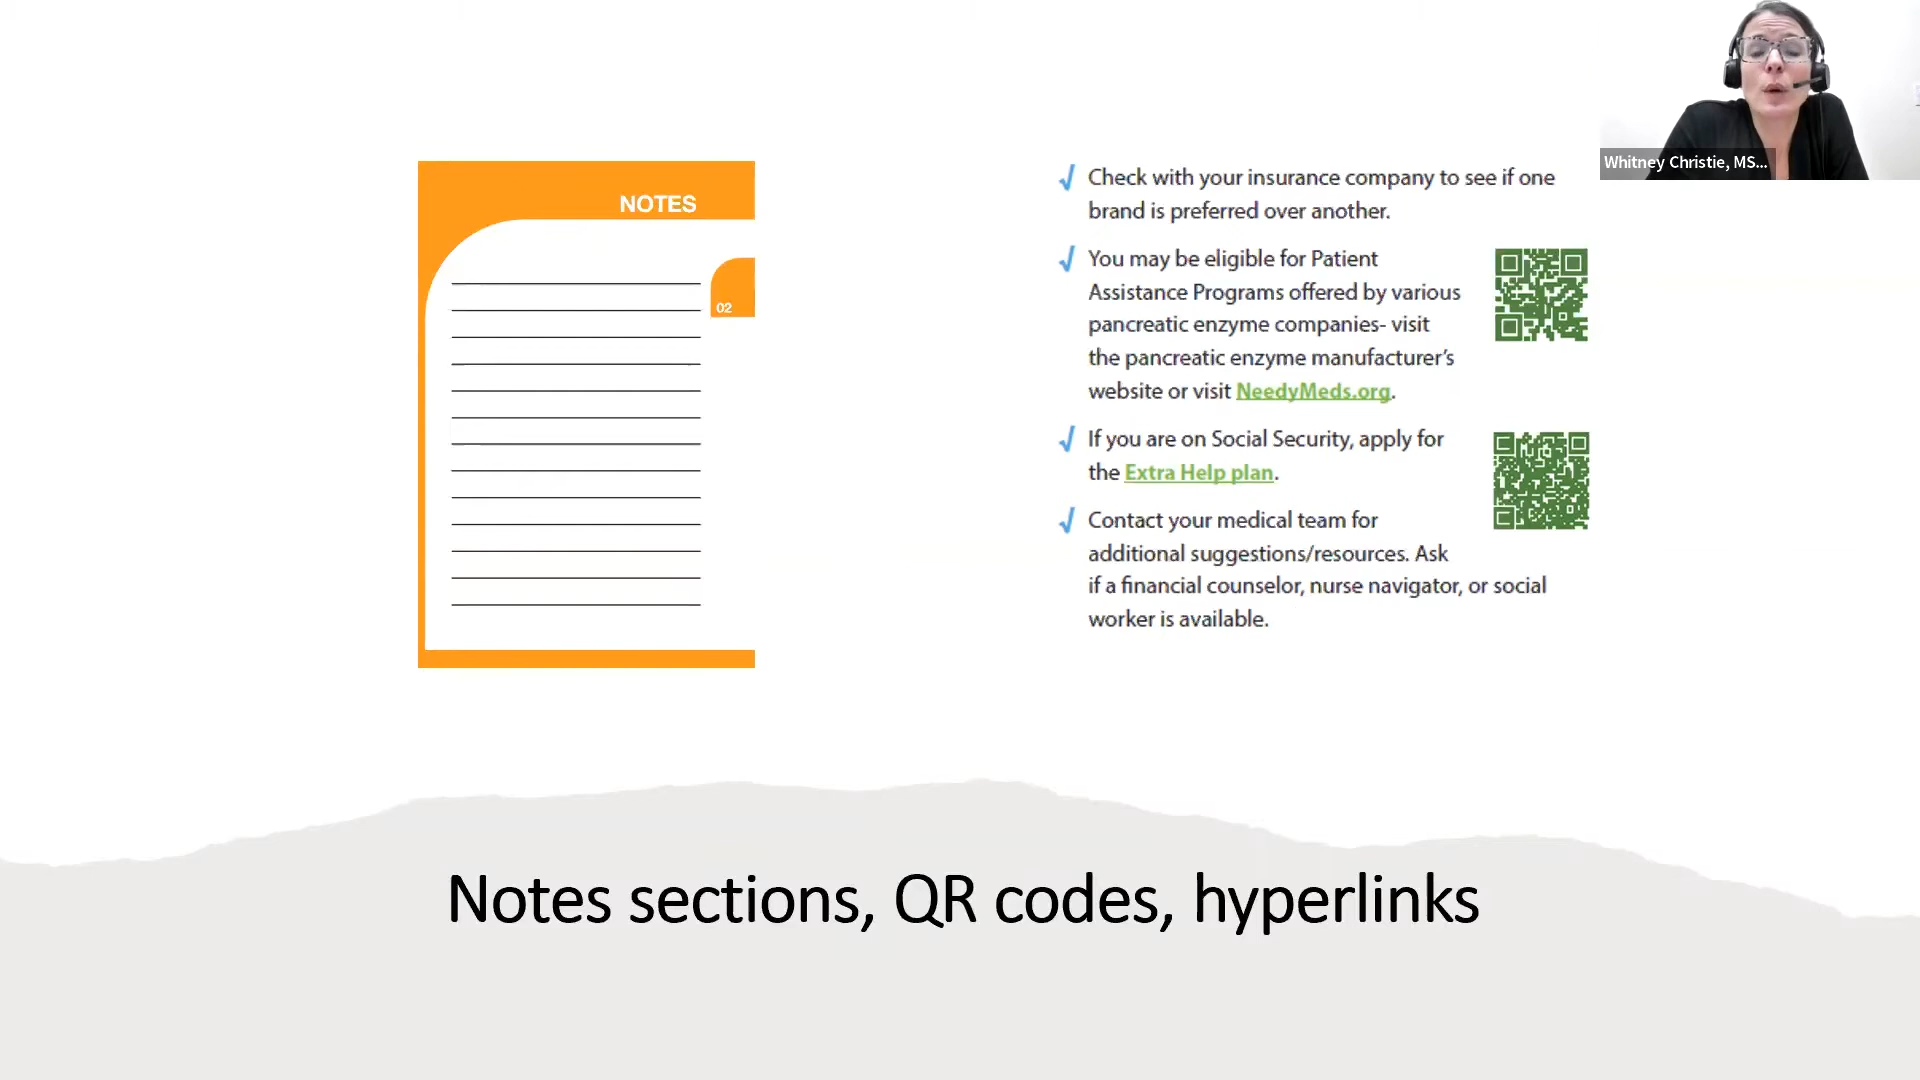 Whitney Christie, MS...
NOTES
02
Check with your insurance company to see if one
brand is preferred over another.
You may be eligible for Patient
Assistance Programs offered by various
pancreatic enzyme companies- visit
the pancreatic enzyme manufacturer's
website or visit NeedyMeds.org.
If you are on Social Security, apply for
the Extra Help plan.
Contact your medical team for
additional suggestions/resources. Ask
if a financial counselor, nurse navigator, or social
worker is available.
Notes sections, QR codes, hyperlinks